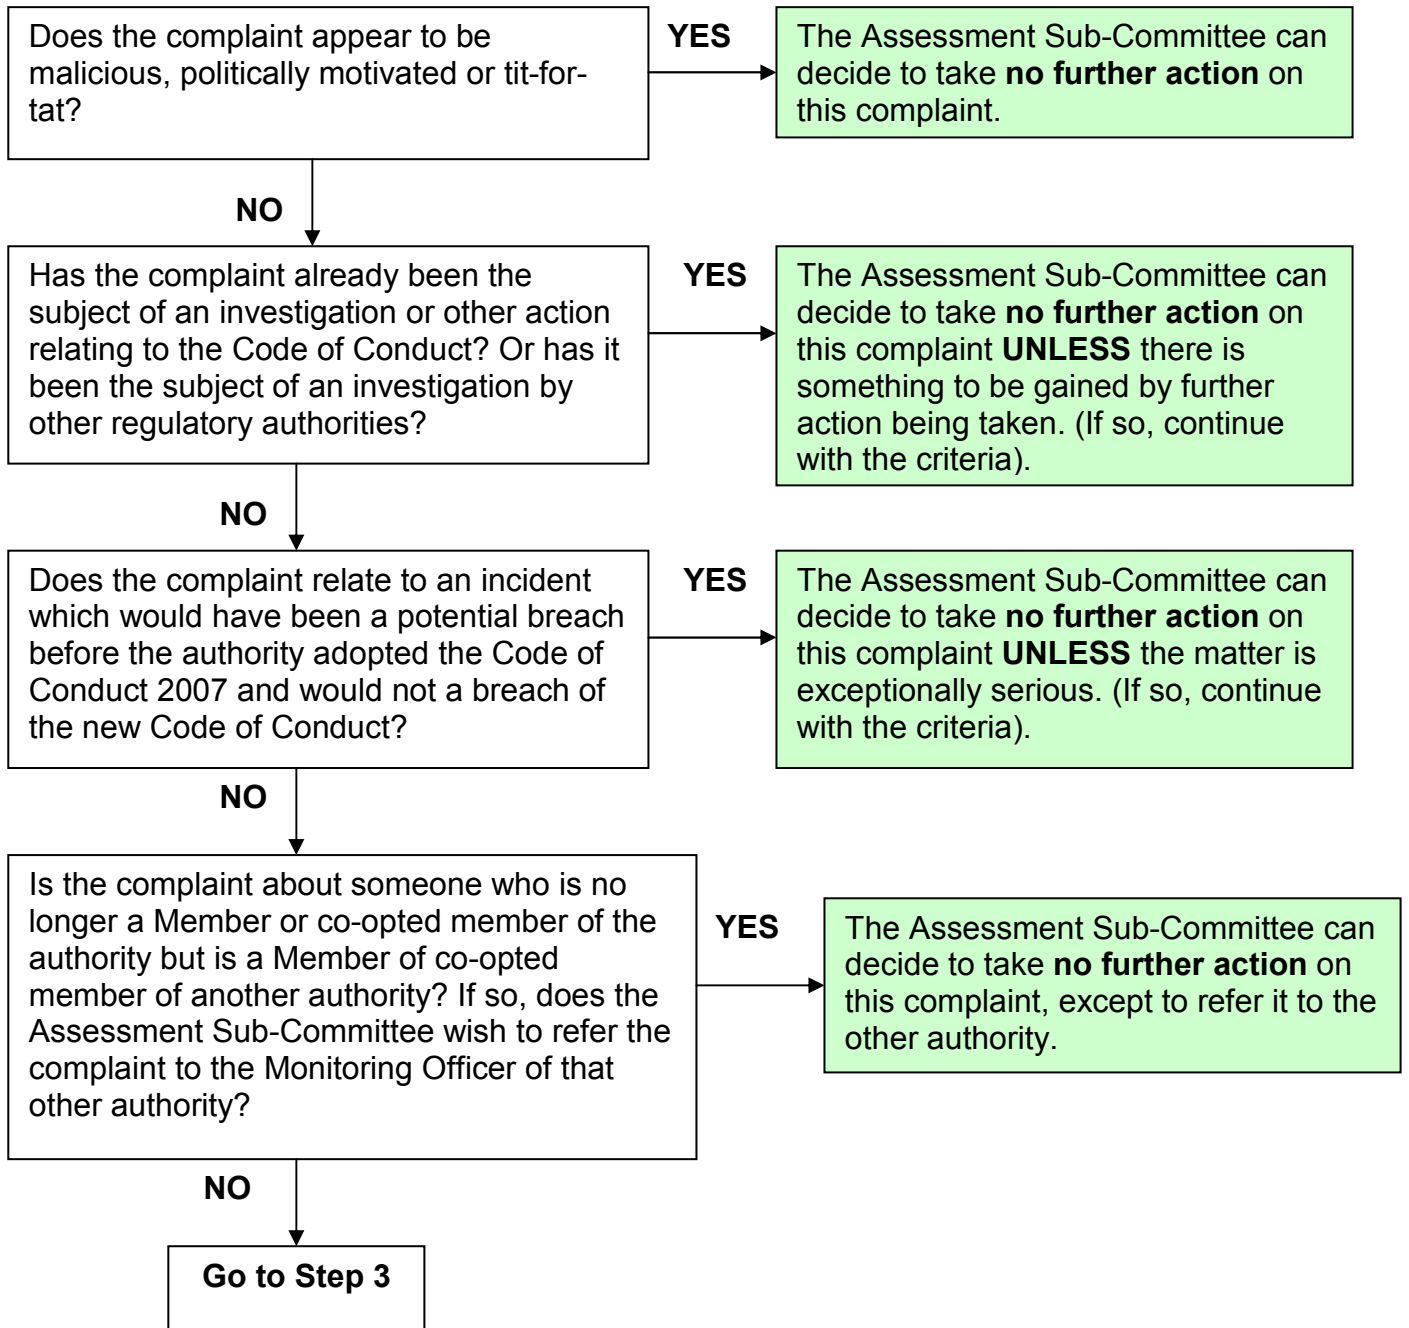 Does the complaint appear to be
malicious, politically motivated or tit-for-
tat?
YES
The Assessment Sub-Committee can
decide to take no further action on
this complaint.
NO
Has the complaint already been the
subject of an investigation or other action
relating to the Code of Conduct? Or has it
been the subject of an investigation by
other regulatory authorities?
YES
The Assessment Sub-Committee can
decide to take no further action on
this complaint UNLESS there is
something to be gained by further
action being taken. (If so, continue
with the criteria).
NO
Does the complaint relate to an incident
which would have been a potential breach
before the authority adopted the Code of
Conduct 2007 and would not a breach of
the new Code of Conduct?
YES
The Assessment Sub-Committee can
decide to take no further action on
this complaint UNLESS the matter is
exceptionally serious. (If so, continue
with the criteria).
NO
Is the complaint about someone who is no
longer a Member or co-opted member of the
authority but is a Member of co-opted
member of another authority? If so, does the
Assessment Sub-Committee wish to refer the
complaint to the Monitoring Officer of that
other authority?
YES
The Assessment Sub-Committee can
decide to take no further action on
this complaint, except to refer it to the
other authority.
NO
Go to Step 3